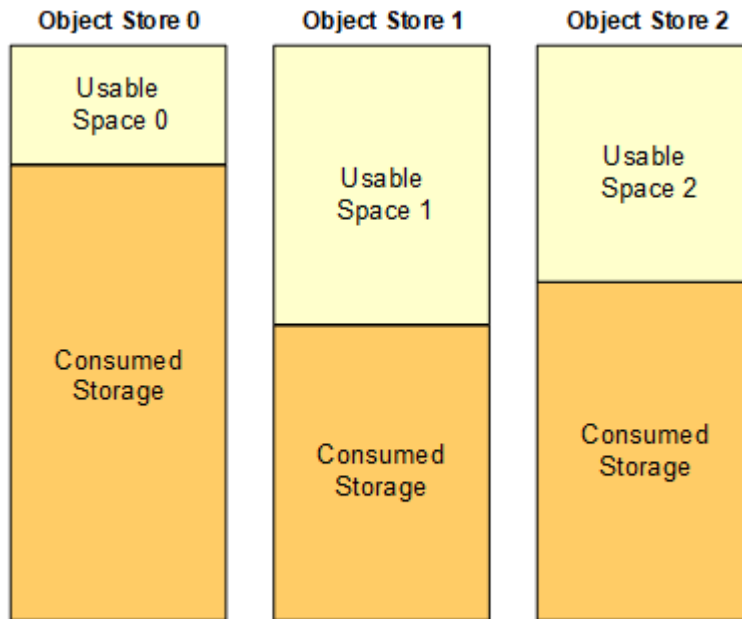 Object Store 0
Object Store 1
Object Store 2
Usable
Space 0
Usable
Space 1
Usable
Space 2
Consumed
Storage
Consumed
Storage
Consumed
Storage